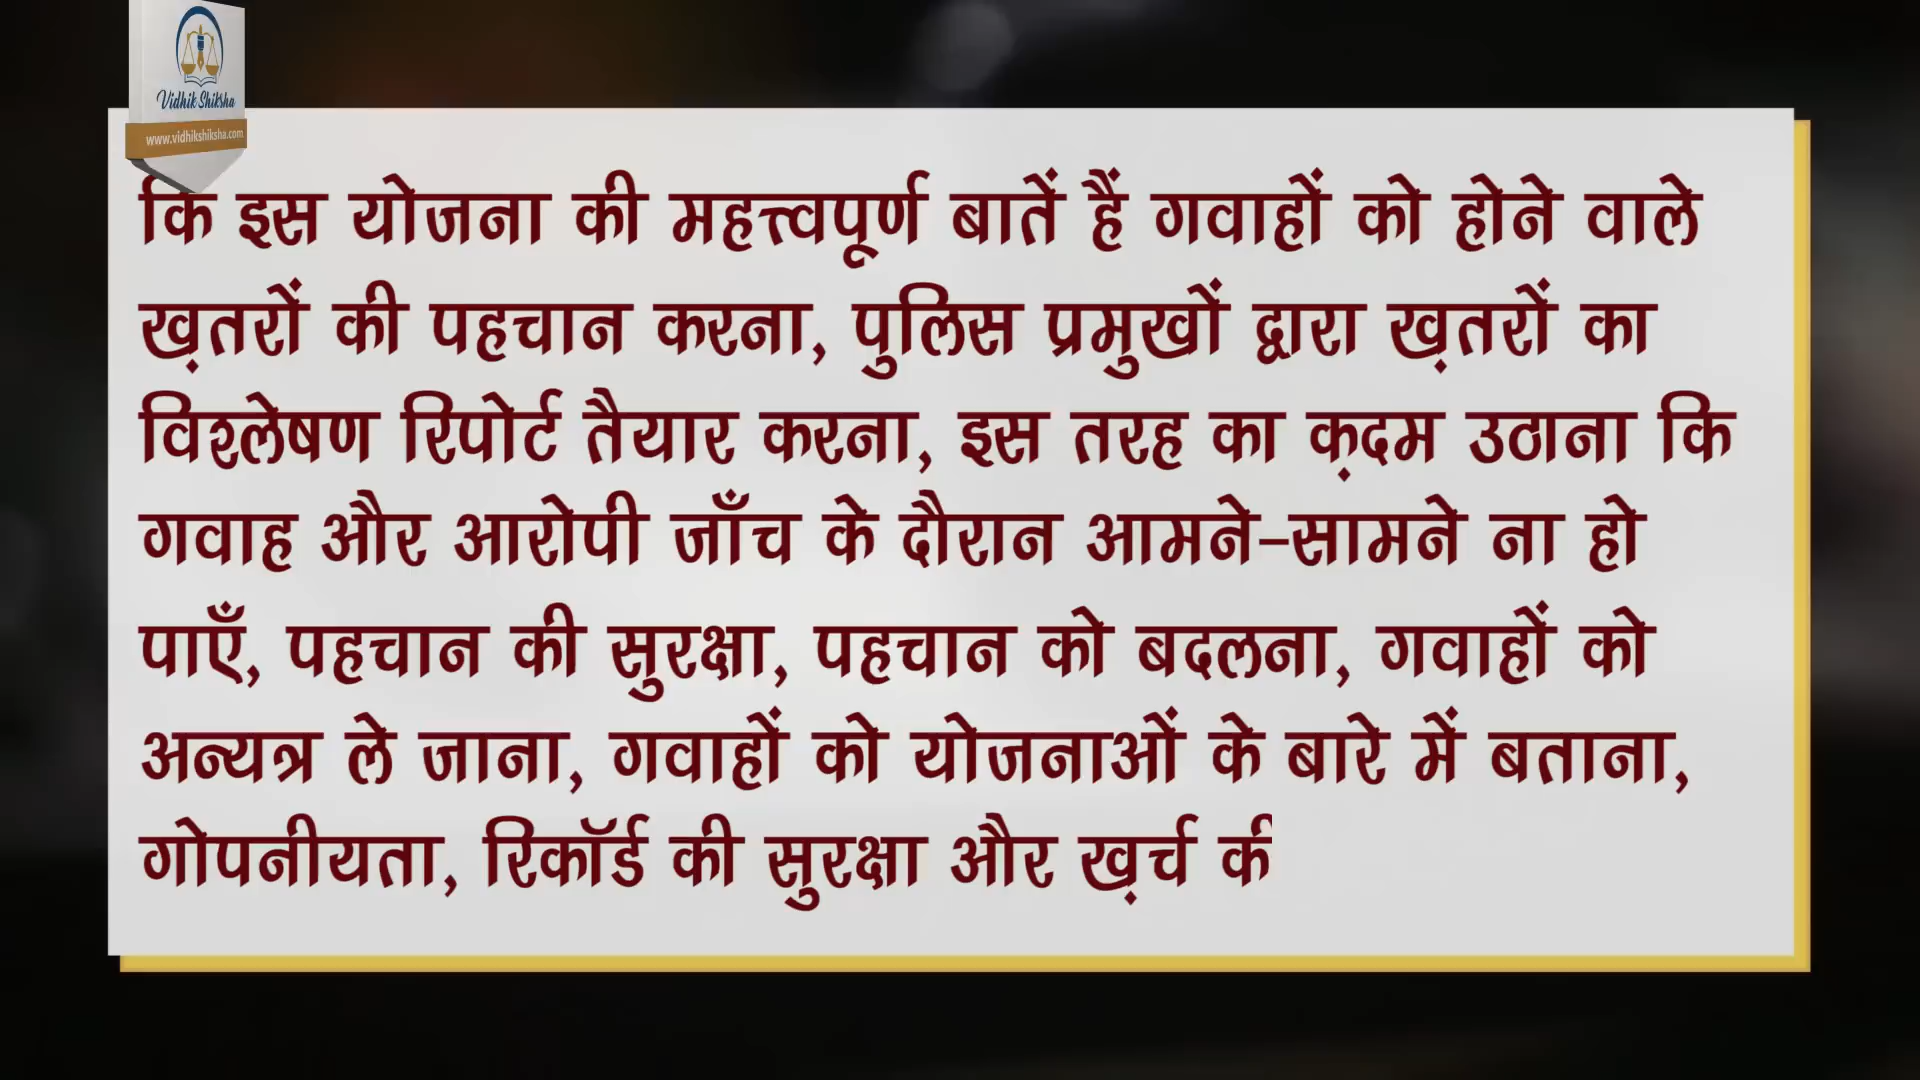 Vidhik Shiksha
www.vidhikshiksha.com
कि इस योजना की महत्त्वपूर्ण बातें हैं गवाहों को होने वाले
ख़तरों की पहचान करना, पुलिस प्रमुखों द्वारा ख़तरों का
विश्लेषण रिपोर्ट तैयार करना, इस तरह का क़दम उठाना कि
गवाह और आरोपी जाँच के दौरान आमने-सामने ना हो
पाएँ, पहचान की सुरक्षा, पहचान को बदलना, गवाहों को
अन्यत्र ले जाना, गवाहों को योजनाओं के बारे में बताना,
गोपनीयता, रिकॉर्ड की सुरक्षा और ख़र्च की